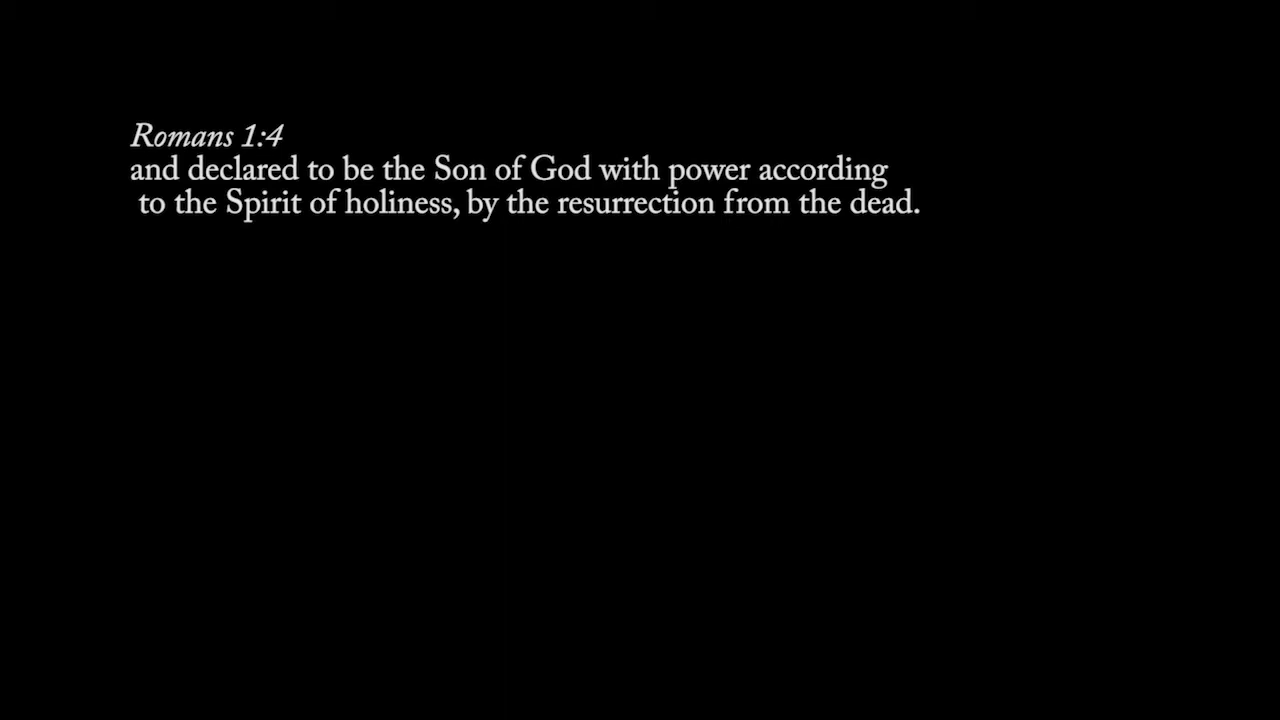 Romans 1:4
and declared to be the Son of God with power according
to the Spirit of holiness, by the resurrection from the dead.